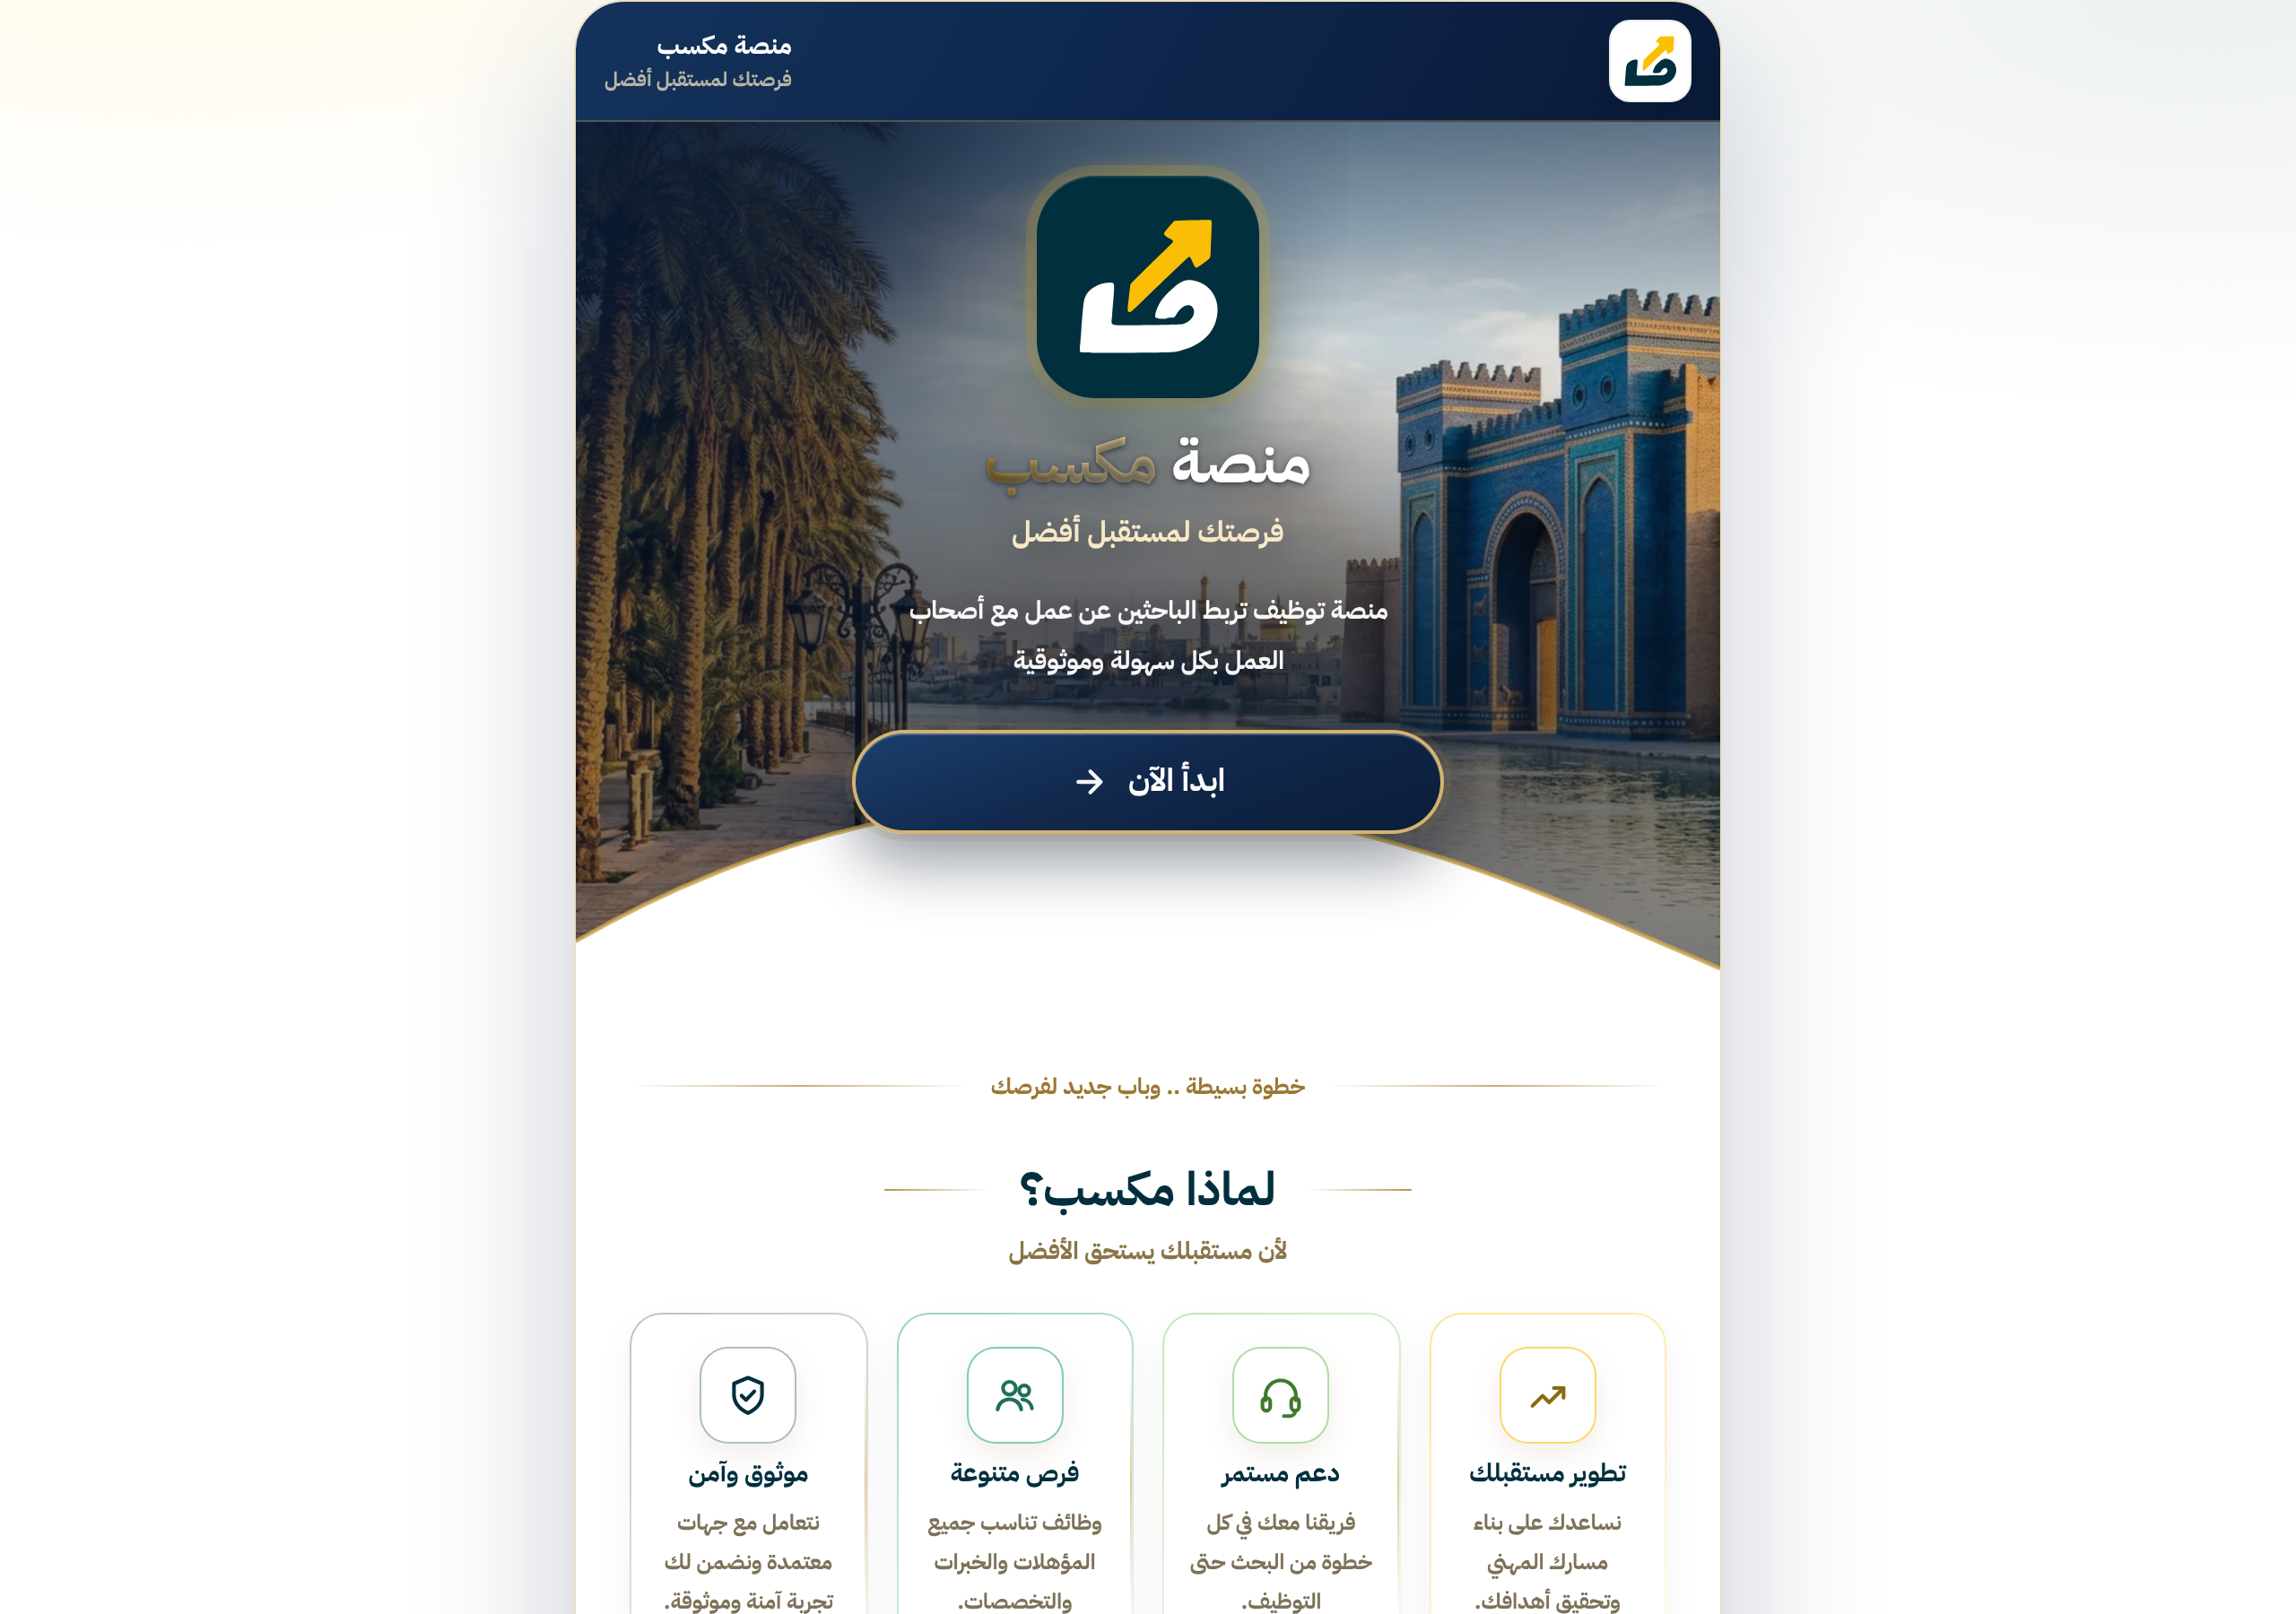 منصة مكسب
فرصتك لمستقبل أفضل
منصة مكسب
فرصتك لمستقبل أفضل
منصة توظيف تربط الباحثين عن عمل مع أصحاب
العمل بكل سهولة وموثوقية
ابدأ الآن
خطوة بسيطة .. وباب جديد لفرصك
لماذا مكسب؟
لأن مستقبلك يستحق الأفضل
تطوير مستقبلك
نساعدك على بناء
مسارك المهني
وتحقيق أهدافك.
دعم مستمر
فريقنا معك في كل
خطوة من البحث حتى
التوظيف.
فرص متنوعة
وظائف تناسب جميع
المؤهلات والخبرات
والتخصصات.
موثوق وآمن
نتعامل مع جهات
معتمدة ونضمن لك
تجربة آمنة وموثوقة.